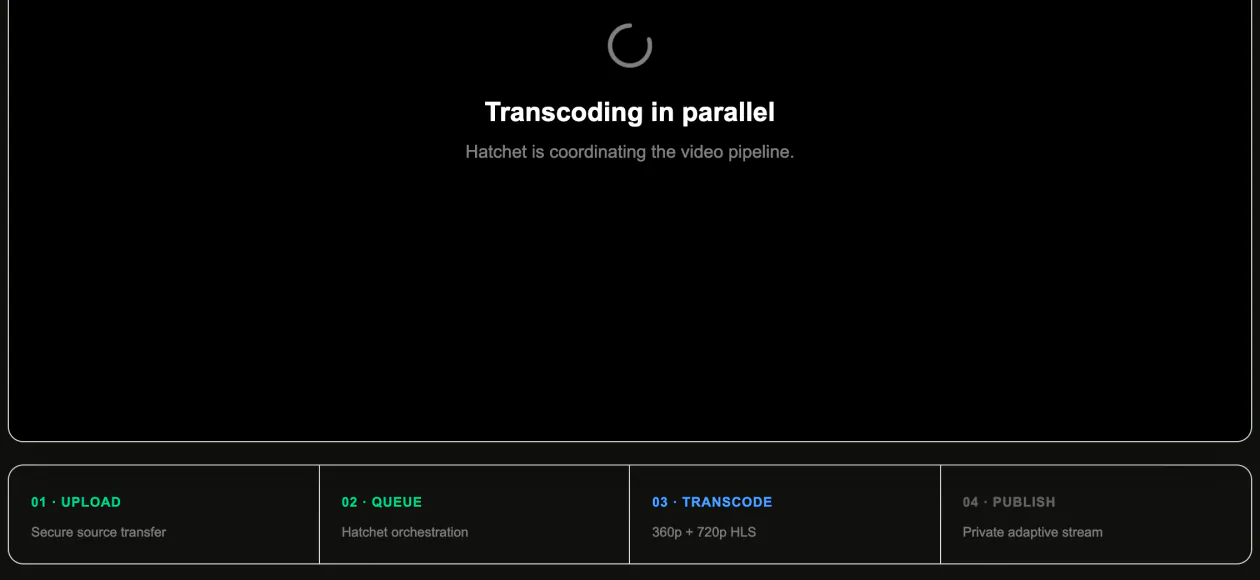 Transcoding in parallel
Hatchet is coordinating the video pipeline.
01 · UPLOAD
Secure source transfer
02 · QUEUE
Hatchet orchestration
03 · TRANSCODE
360p + 720p HLS
04 · PUBLISH
Private adaptive stream